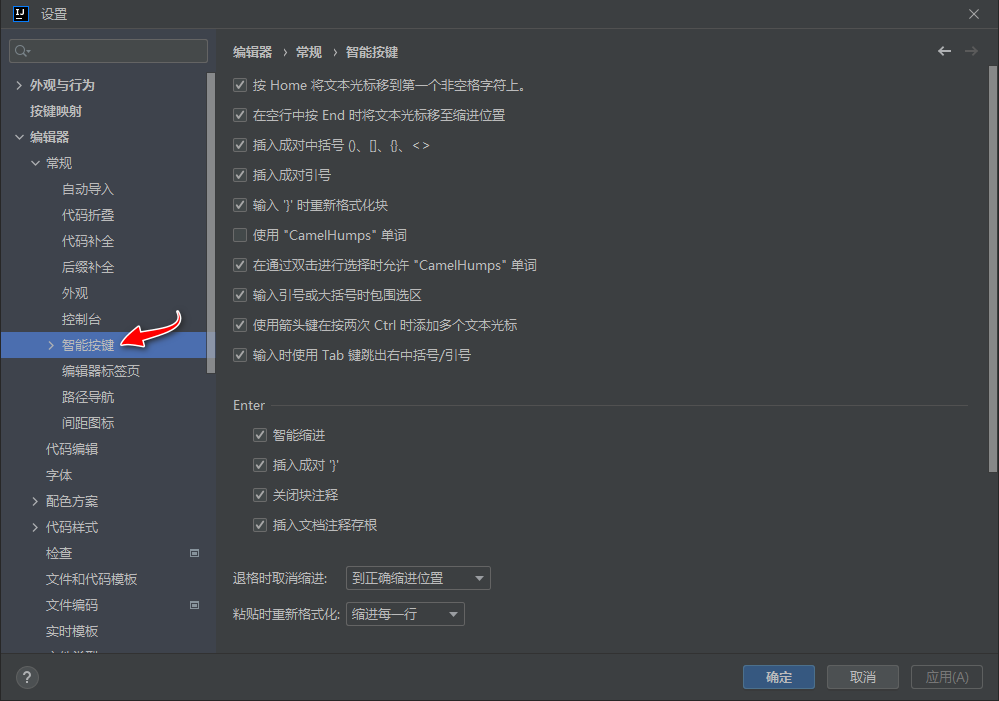 IJ 设置
外观与行为
按键映射
编辑器
常规
自动导入
代码折叠
代码补全
后缀补全
外观
控制台
智能按键
编辑器标签页
路径导航
间距图标
代码编辑
字体
配色方案
代码样式
检查
文件和代码模板
文件编码
实时模板
编辑器 › 常规 › 智能按键
按 Home 将文本光标移到第一个非空格字符上。
在空行中按 End 时将文本光标移至缩进位置
插入成对中括号 ()、[]、{}、<>
插入成对引号
输入 '}' 时重新格式化块
使用 "CamelHumps" 单词
在通过双击进行选择时允许 "CamelHumps" 单词
输入引号或大括号时包围选区
使用箭头键在按两次 Ctrl 时添加多个文本光标
输入时使用 Tab 键跳出右中括号/引号
Enter
智能缩进
插入成对 '}'
关闭块注释
插入文档注释存根
退格时取消缩进: 到正确缩进位置
粘贴时重新格式化: 缩进每一行
?
确定 取消 应用(A)